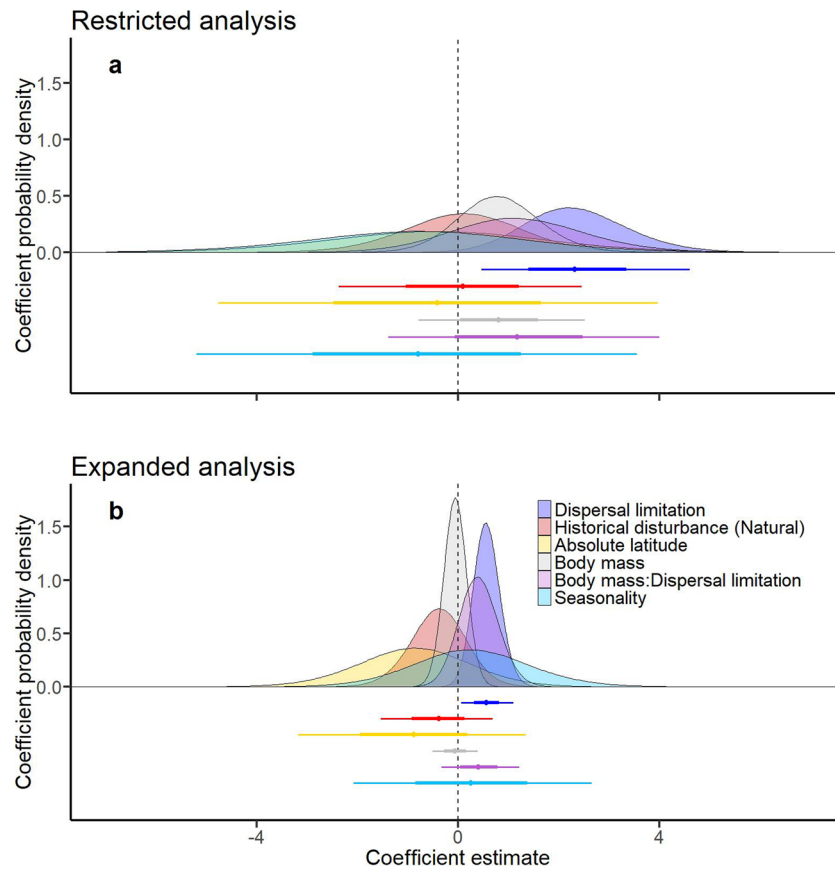 Restricted analysis
a
Coefficient probability density
1.5
1.0
0.5
0.0
-4
0
4
Expanded analysis
b
Coefficient probability density
1.5
1.0
0.5
0.0
Dispersal limitation
Historical disturbance (Natural)
Absolute latitude
Body mass
Body mass:Dispersal limitation
Seasonality
-4
0
4
Coefficient estimate